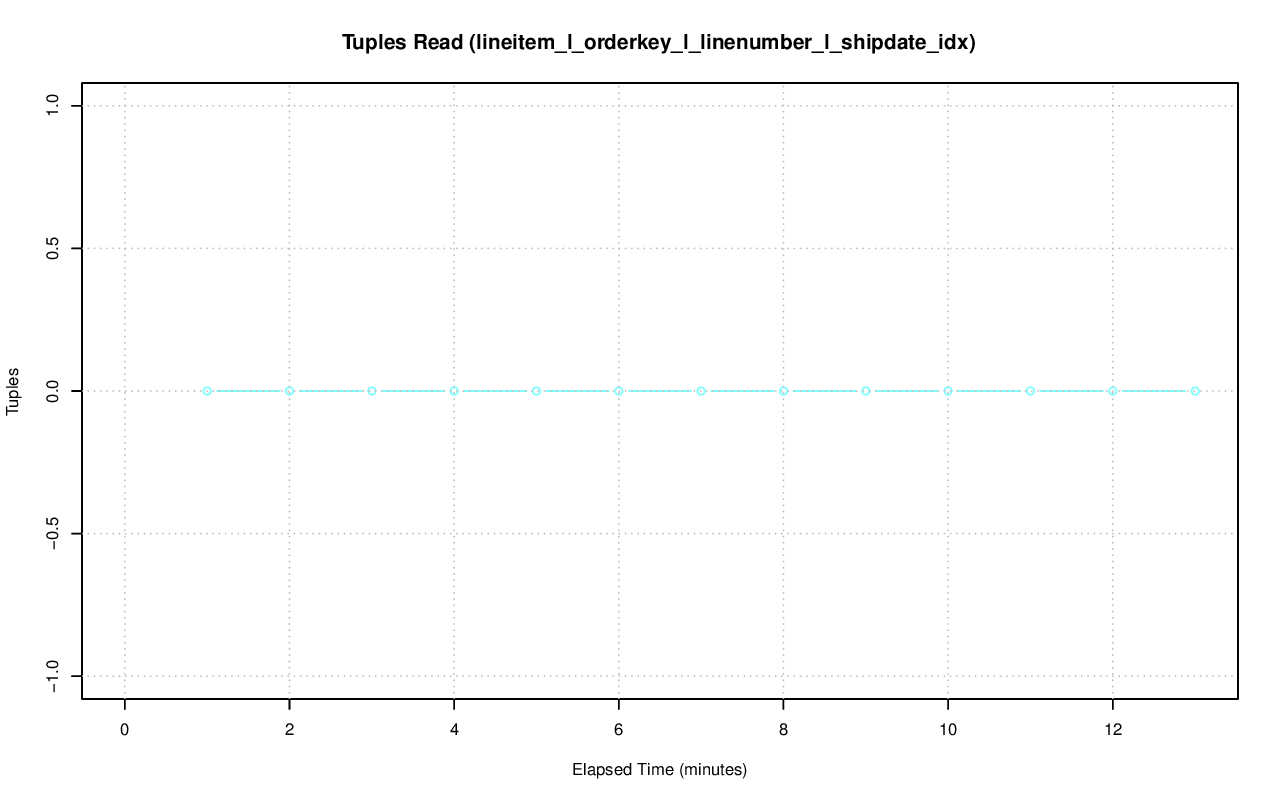 Tuples Read (lineitem_l_orderkey_l_linenumber_l_shipdate_idx)
1.0
0.5
0.0
−0.5
−1.0
Tuples
0 2 4 6 8 10 12
Elapsed Time (minutes)